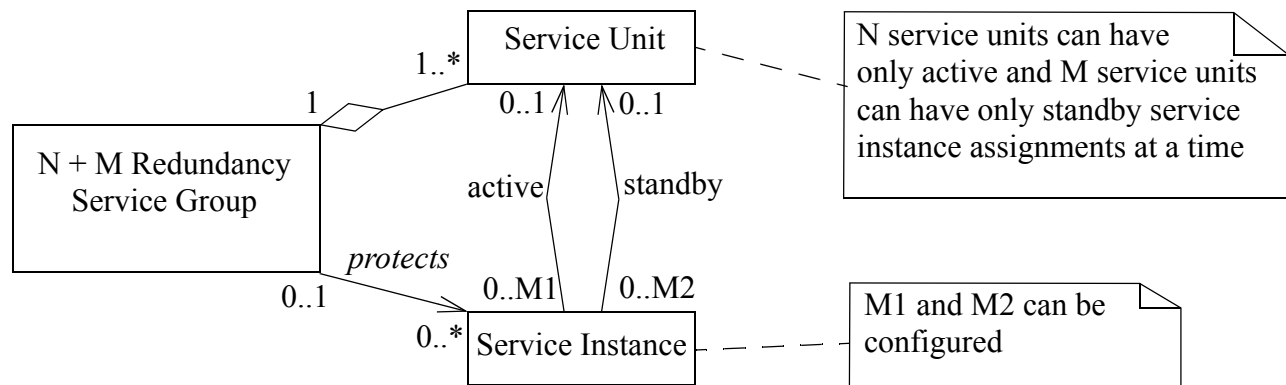 Service Unit
N service units can have
only active and M service units
can have only standby service
instance assignments at a time
1..*
1
0..1
0..1
N + M Redundancy
Service Group
active
standby
protects
0..1
0..M1
0..M2
0..*
Service Instance
M1 and M2 can be
configured